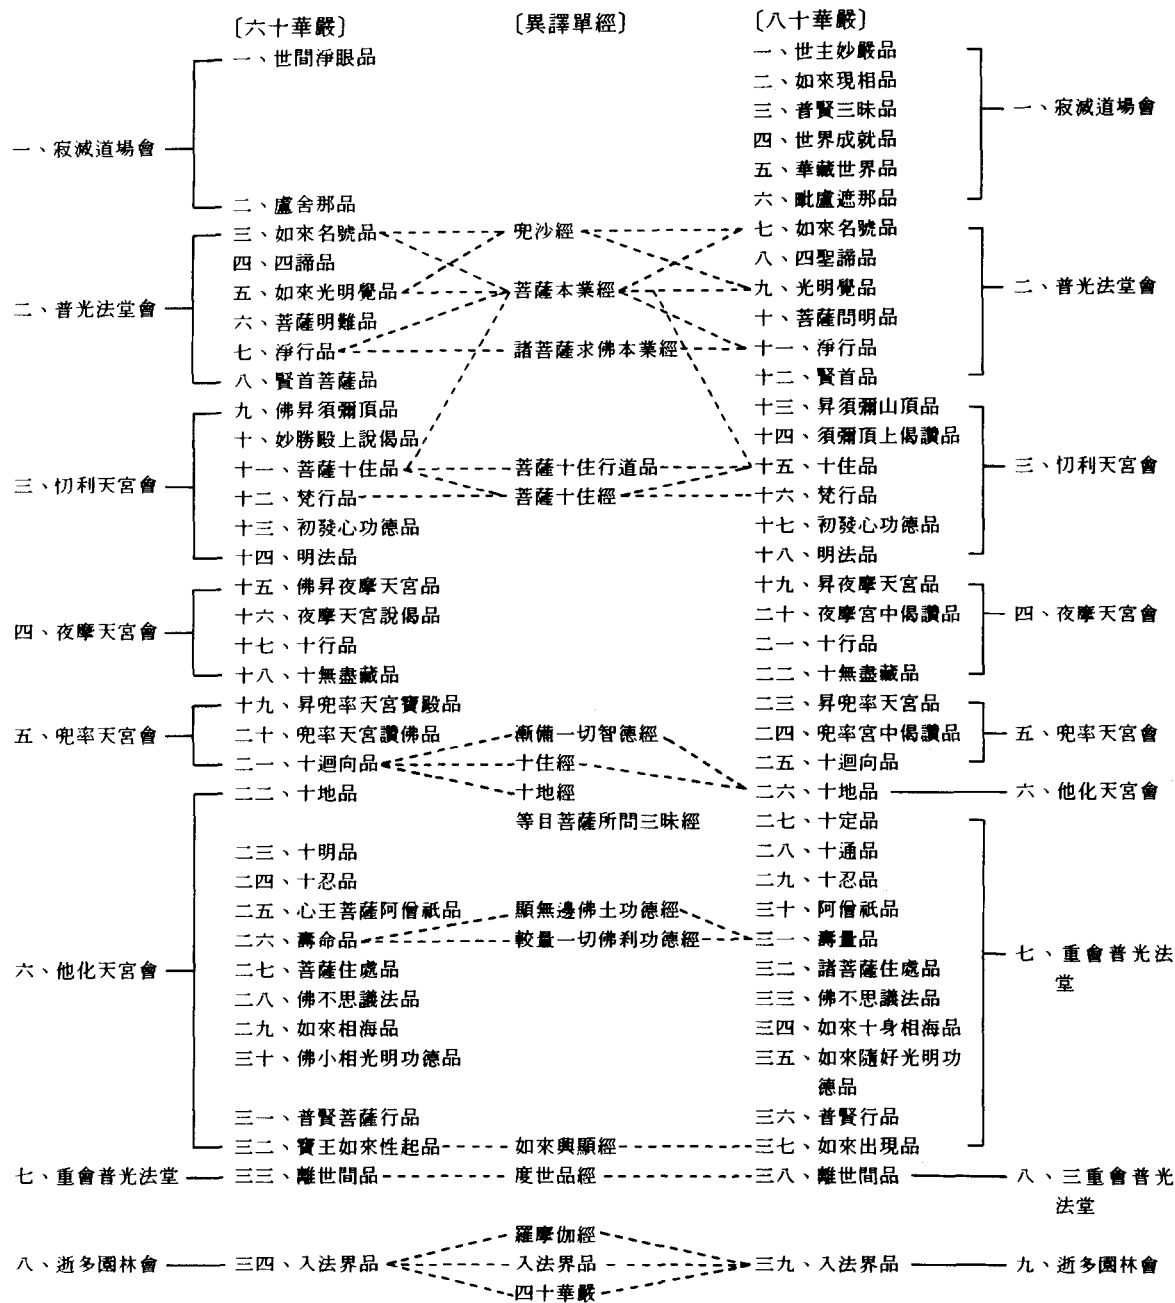 〔六十華嚴〕 〔異譯單經〕 〔八十華嚴〕
一、世間淨眼品 一、世主妙嚴品
二、如來現相品
三、普賢三昧品 一、寂滅道場會
一、寂滅道場會 四、世界成就品
五、華藏世界品
二、盧舍那品 六、毗盧遮那品
三、如來名號品 兜沙經 七、如來名號品
四、四諦品 八、四聖諦品
五、如來光明覺品 菩薩本業經 九、光明覺品 二、普光法堂會
二、普光法堂會 六、菩薩明難品 十、菩薩問明品
七、淨行品 諸菩薩求佛本業經 十一、淨行品
八、賢首菩薩品 十二、賢首品
九、佛昇須彌頂品 十三、昇須彌山頂品
十、妙勝殿上說偈品 十四、須彌頂上偈讚品
十一、菩薩十住品 菩薩十住行道品 十五、十住品 三、忉利天宮會
三、忉利天宮會 十二、梵行品 菩薩十住經 十六、梵行品
十三、初發心功德品 十七、初發心功德品
十四、明法品 十八、明法品
十五、佛昇夜摩天宮品 十九、昇夜摩天宮品
十六、夜摩天宮說偈品 二十、夜摩宮中偈讚品 四、夜摩天宮會
四、夜摩天宮會 十七、十行品 二一、十行品
十八、十無盡藏品 二二、十無盡藏品
十九、昇兜率天宮寶殿品 二三、昇兜率天宮品
五、兜率天宮會 二十、兜率天宮讚佛品 漸備一切智德經 二四、兜率宮中偈讚品 五、兜率天宮會
二一、十迴向品 十住經 二五、十迴向品
二二、十地品 十地經 二六、十地品 六、他化天宮會
等目菩薩所問三昧經 二七、十定品
二三、十明品 二八、十通品
二四、十忍品 二九、十忍品
二五、心王菩薩阿僧祇品 顯無邊佛土功德經 三十、阿僧祇品
二六、壽命品 較量一切佛刹功德經 三一、壽量品 七、重會普光法
六、他化天宮會 二七、菩薩住處品 三二、諸菩薩住處品 堂
二八、佛不思議法品 三三、佛不思議法品
二九、如來相海品 三四、如來十身相海品
三十、佛小相光明功德品 三五、如來隨好光明功
德品
三一、普賢菩薩行品 三六、普賢行品
三二、寶王如來性起品 如來興顯經 三七、如來出現品
七、重會普光法堂 三三、離世間品 度世品經 三八、離世間品 八、三重會普光
法堂
羅摩伽經
八、逝多園林會 三四、入法界品 入法界品 三九、入法界品 九、逝多園林會
四十華嚴